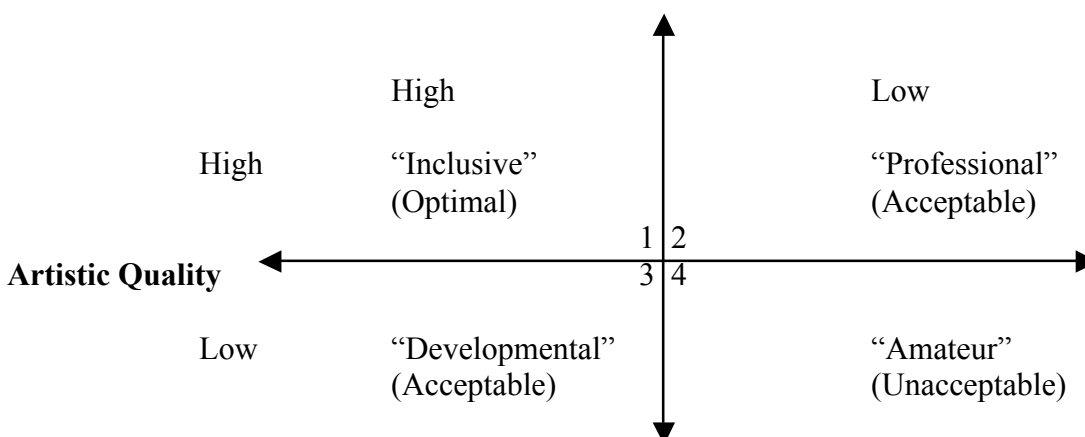 High Low
High “Inclusive” “Professional”
(Optimal) (Acceptable)
1 2
Artistic Quality
3 4
Low “Developmental” “Amateur”
(Acceptable) (Unacceptable)